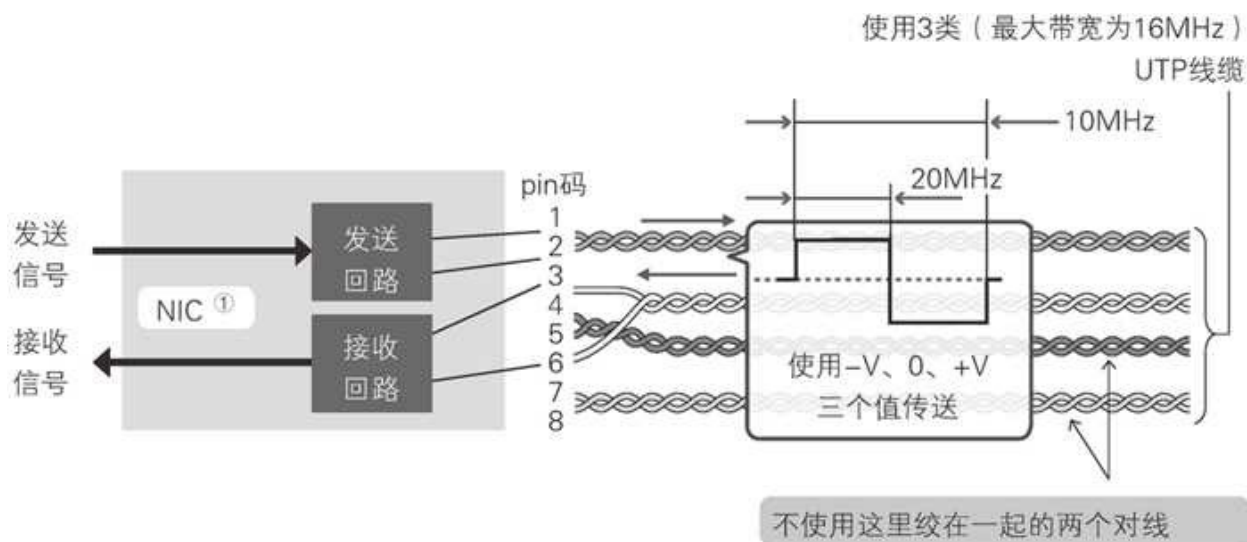 使用3类（最大带宽为16MHz）
UTP线缆
10MHz
20MHz
pin码
1
2
3
4
5
6
7
8
发送
信号
发送
回路
NIC ①
接收
信号
接收
回路
使用-V、0、+V
三个值传送
不使用这里绞在一起的两个对线